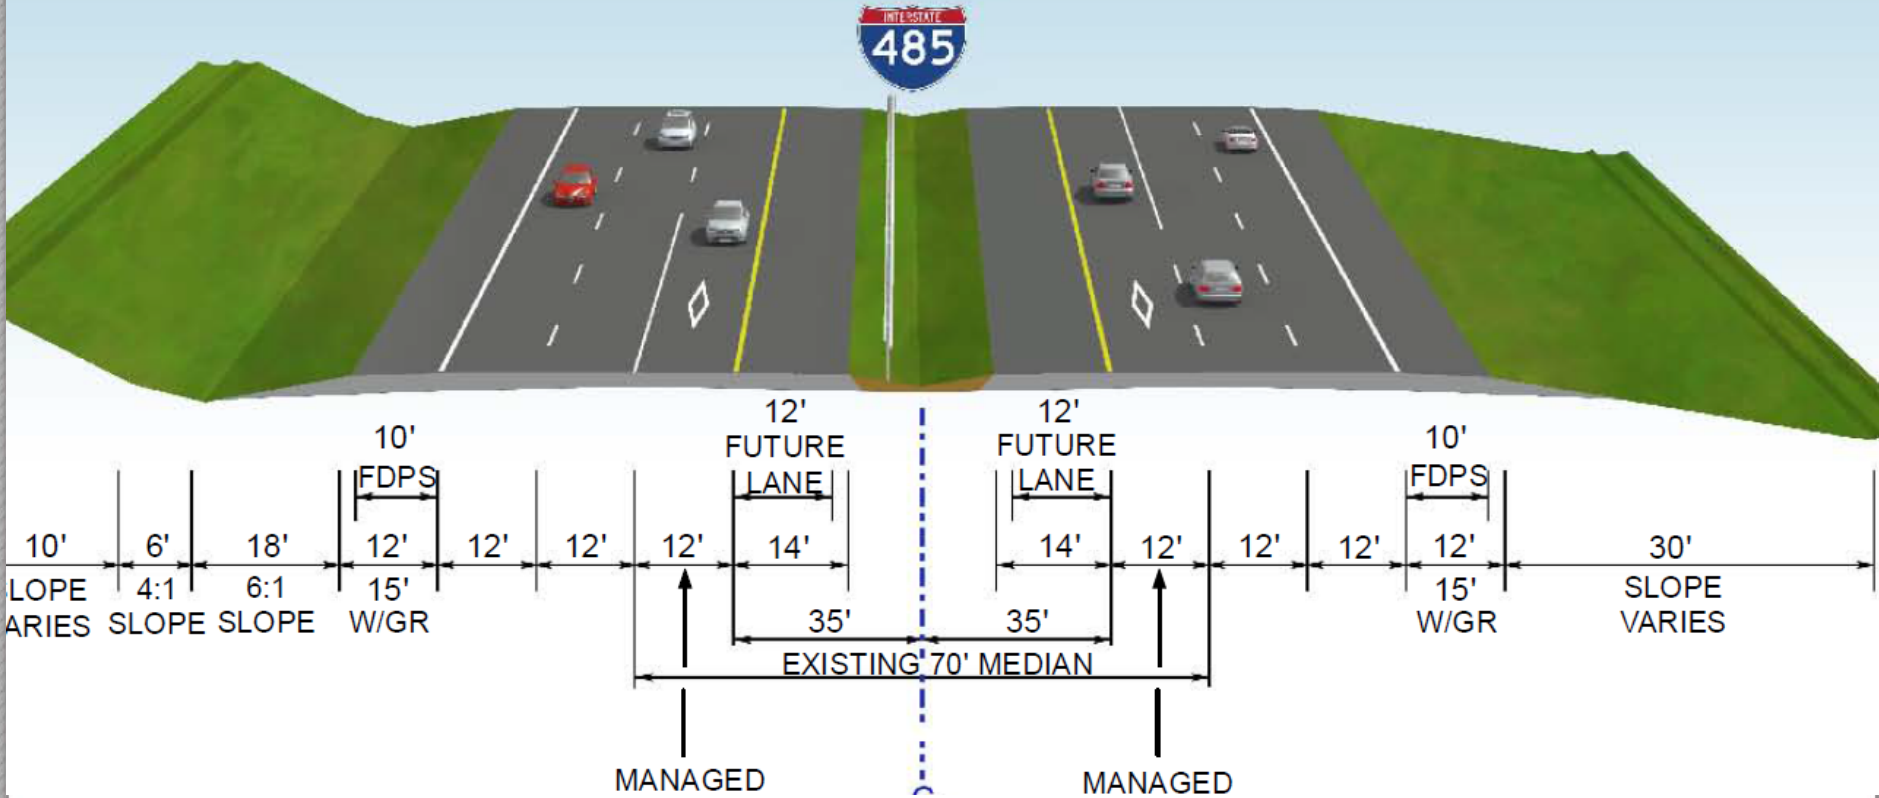 INTERSTATE
485
12'
FUTURE
LANE
12'
FUTURE
LANE
10'
FDPS
10'
FDPS
10'
6'
18'
12'
12'
12'
12'
14'
14'
12'
12'
12'
12'
30'
LOPE
ARIES
4:1
SLOPE
6:1
SLOPE
15'
W/GR
15'
W/GR
SLOPE
VARIES
35'
35'
EXISTING 70' MEDIAN
MANAGED
MANAGED